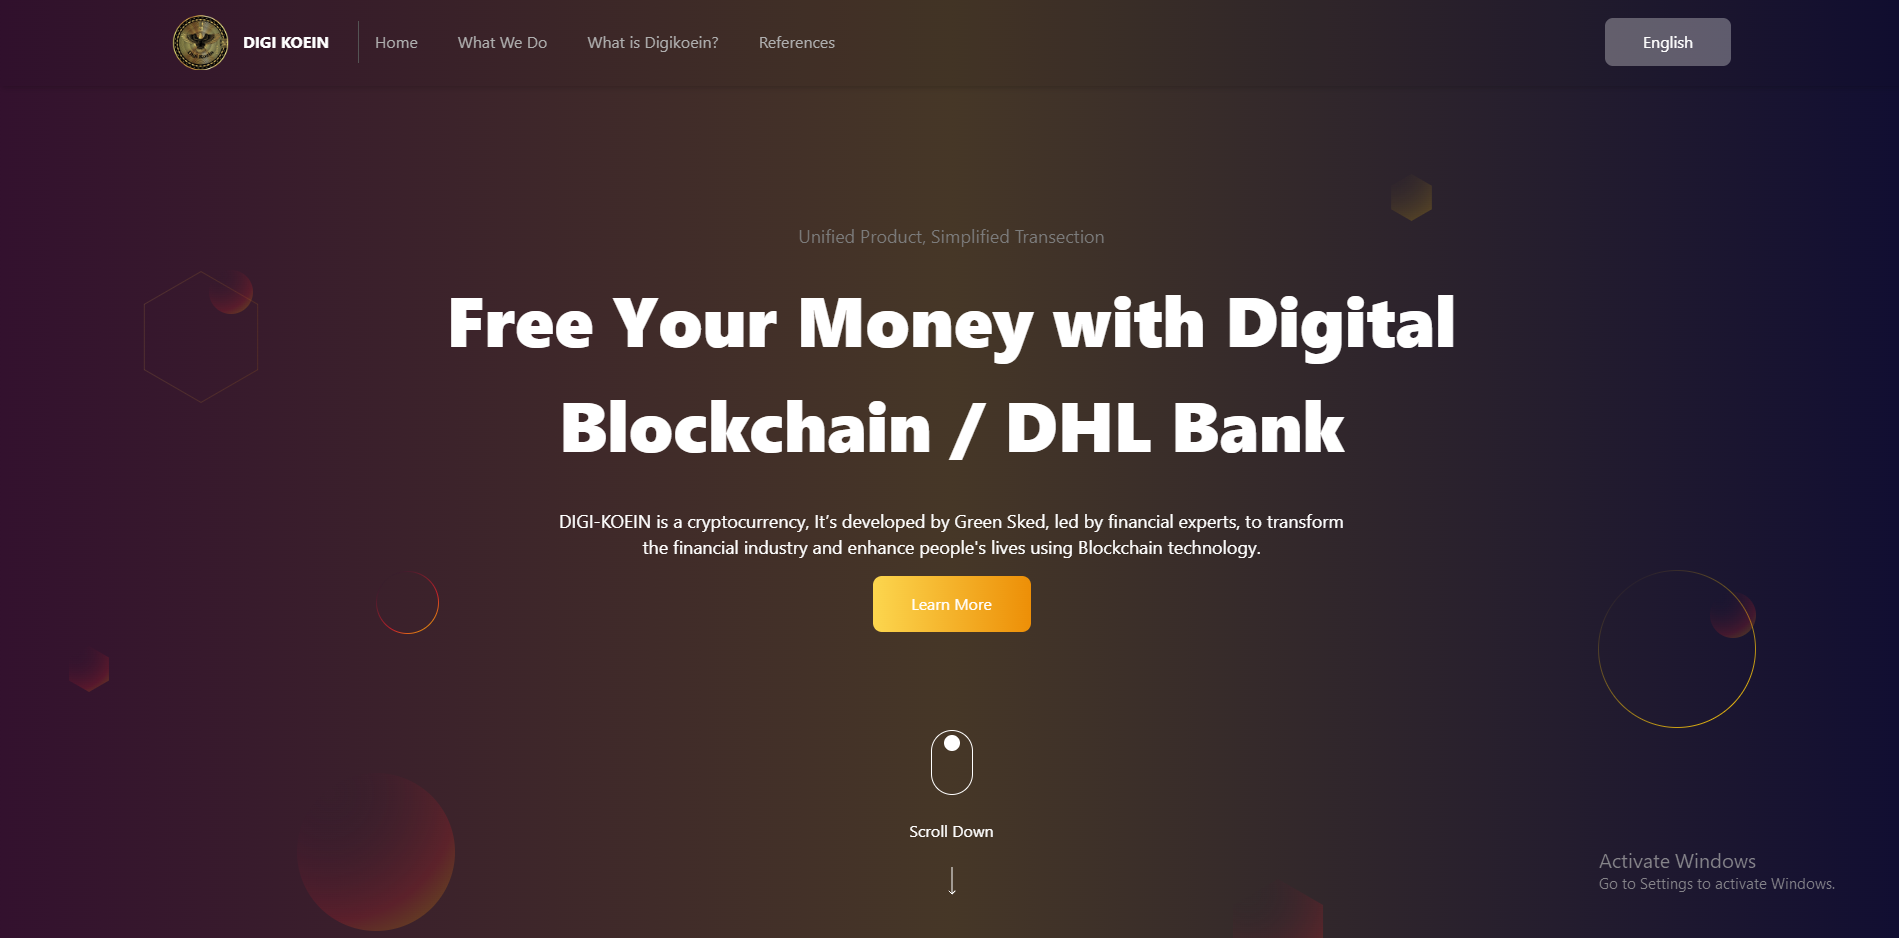 DIGI KOEIN
Home
What We Do
What is Digikoein?
References
English
Unified Product, Simplified Transection
Free Your Money with Digital
Blockchain / DHL Bank
DIGI-KOEIN is a cryptocurrency, It’s developed by Green Sked, led by financial experts, to transform
the financial industry and enhance people's lives using Blockchain technology.
Learn More
Scroll Down
Activate Windows
Go to Settings to activate Windows.